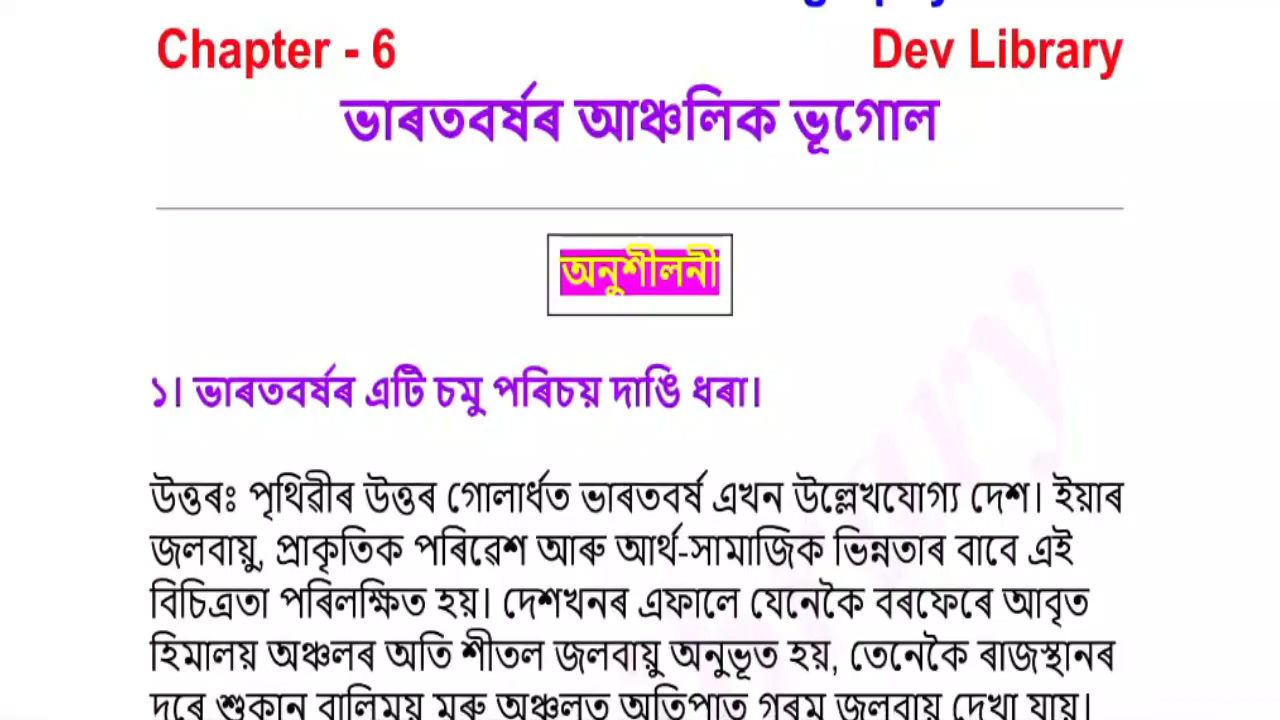 Chapter - 6 Dev Library
ভাৰতবৰ্ষৰ আঞ্চলিক ভূগোল
অনুশীলনী
১। ভাৰতবৰ্ষৰ এটি চমু পৰিচয় দাঙি ধৰা।
উত্তৰঃ পৃথিৱীৰ উত্তৰ গোলাৰ্ধত ভাৰতবৰ্ষ এখন উল্লেখযোগ্য দেশ। ইয়াৰ
জলবায়ু, প্ৰাকৃতিক পৰিৱেশ আৰু আৰ্থ-সামাজিক ভিন্নতাৰ বাবে এই
বিচিত্ৰতা পৰিলক্ষিত হয়। দেশখনৰ এফালে যেনেকৈ বৰফেৰে আবৃত
হিমালয় অঞ্চলৰ অতি শীতল জলবায়ু অনুভূত হয়, তেনেকৈ ৰাজস্থানৰ
দৰে শুকান বালিময় মৰু অঞ্চলত অতিপাত গৰম জলবায়ু দেখা যায়।